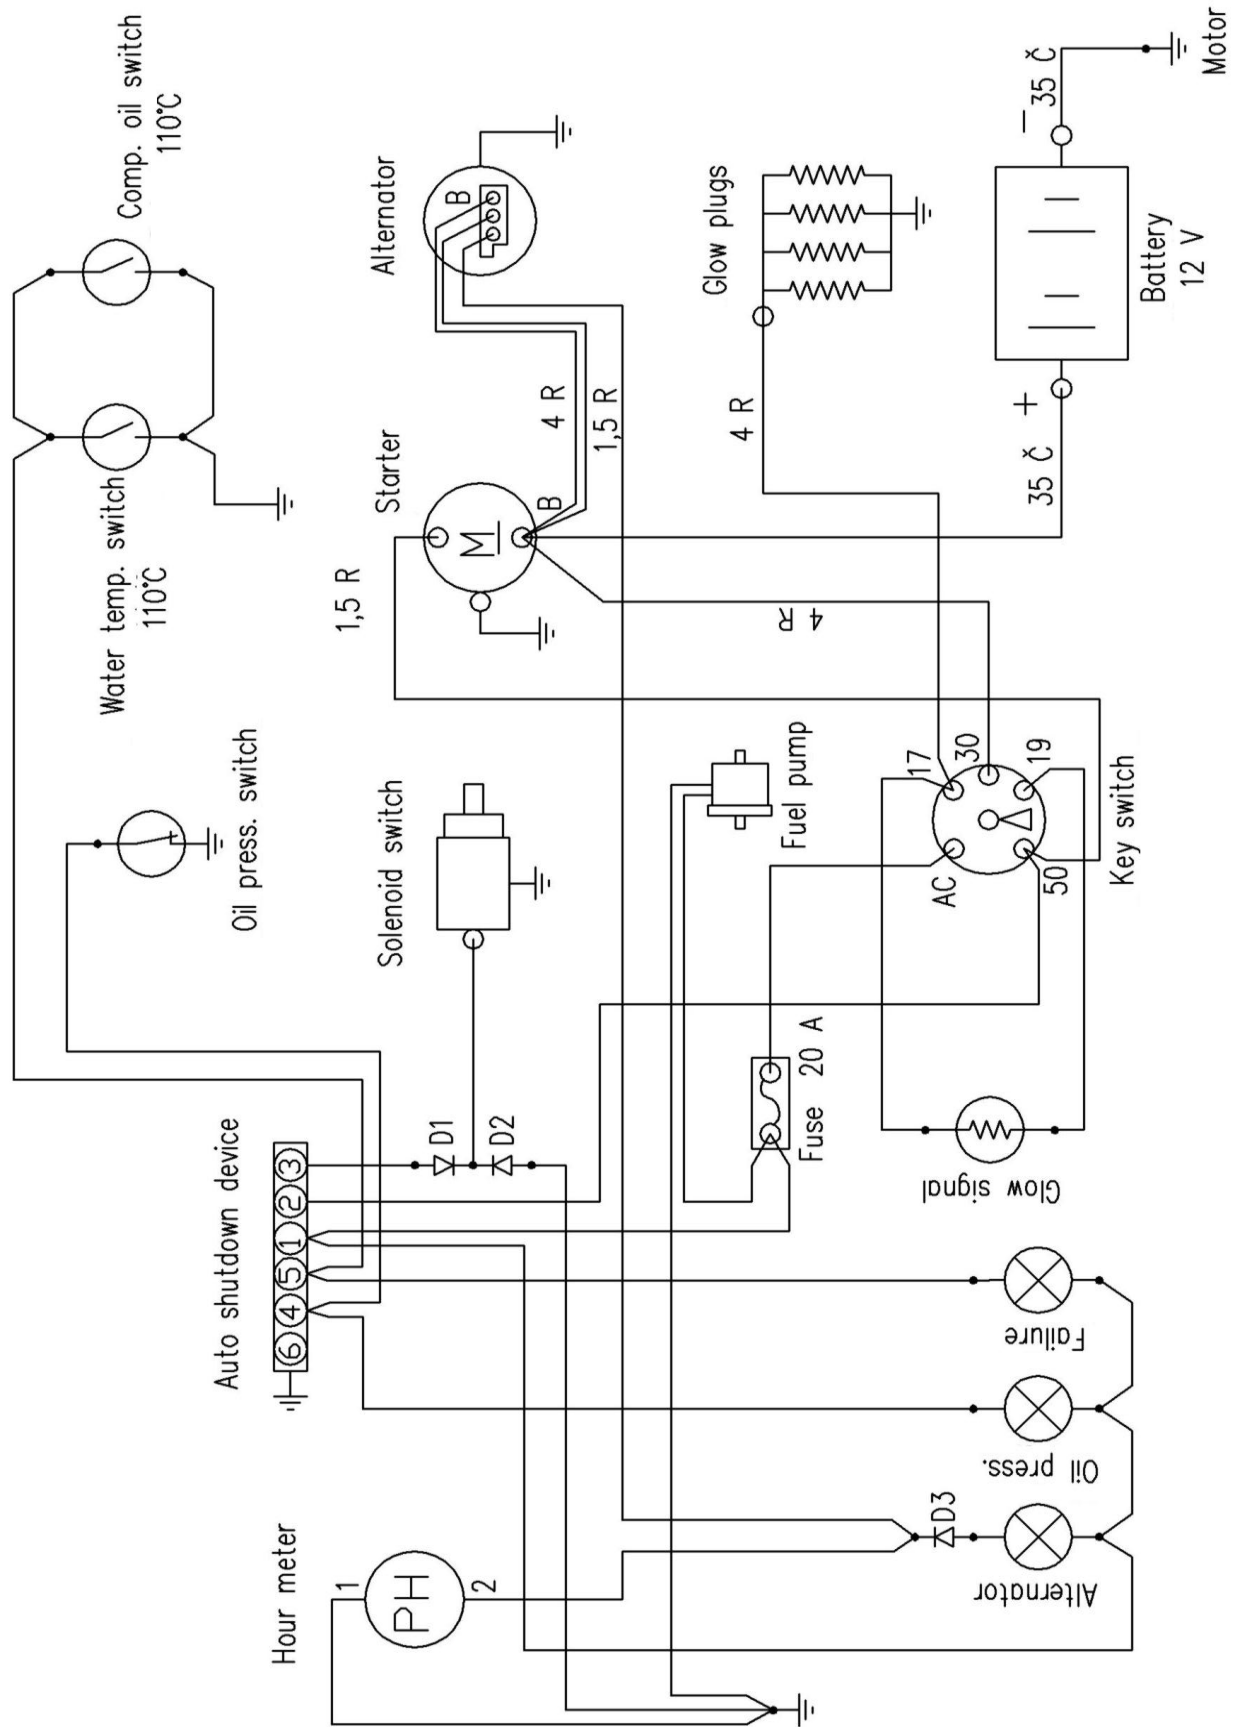 Comp. oil switch
110°C
Water temp. switch
110°C
Oil press. switch
Auto shutdown device
6
4
5
1
2
3
Hour meter
1
PH
2
Alternator
B
Starter
M
B
1,5 R
4 R
1,5 R
Solenoid switch
D1
D2
Glow plugs
4 R
4 R
Fuel pump
Fuse 20 A
AC
17
30
19
50
Key switch
Glow signal
Failure
Oil press.
D3
Alternator
35 Č
+
−
35 Č
Battery
12 V
Motor